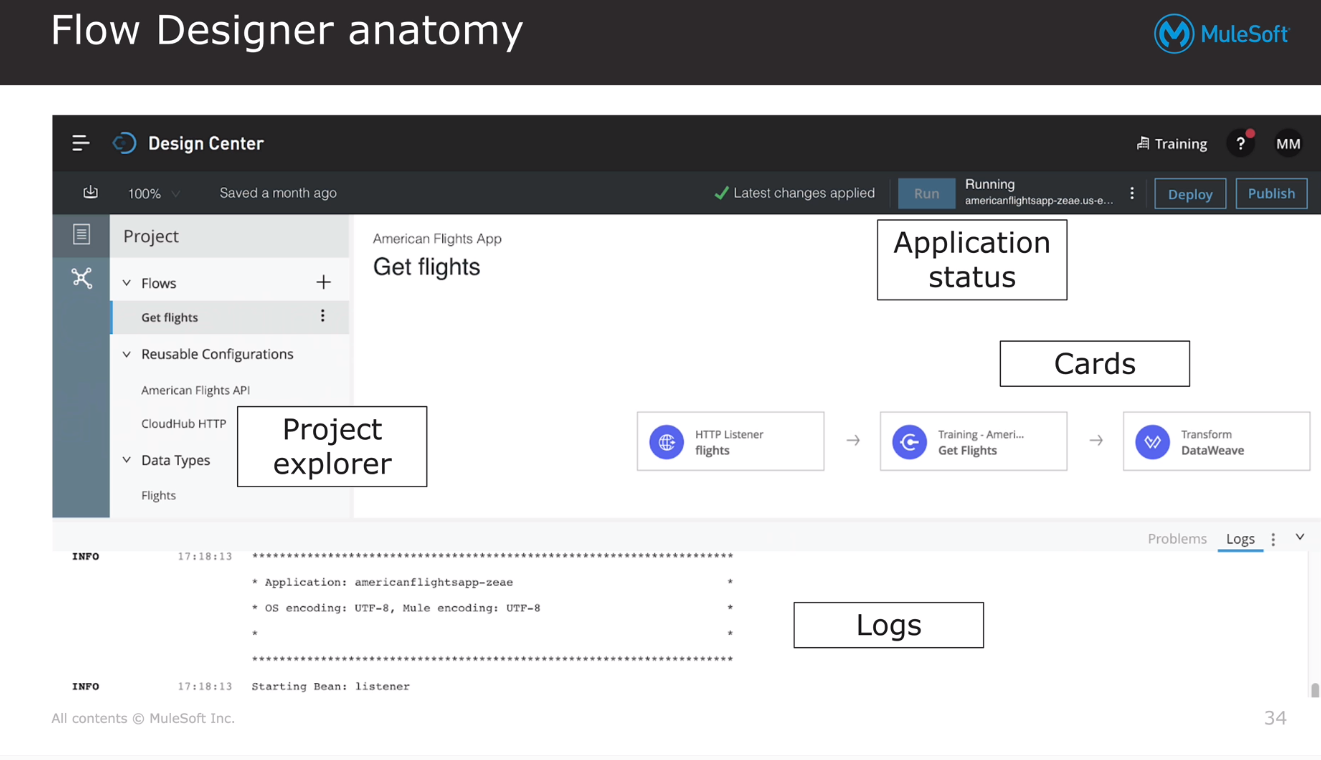 Flow Designer anatomy
MuleSoft
Design Center
Training
?
MM
100%
Saved a month ago
Latest changes applied
Run
Running
americanflightsapp-zeae.us-e...
Deploy
Publish
Project
Flows
Get flights
Reusable Configurations
American Flights API
CloudHub HTTP
Data Types
Flights
Project
explorer
American Flights App
Get flights
Application
status
Cards
HTTP Listener
flights
Training - Ameri...
Get Flights
Transform
DataWeave
Problems
Logs
INFO 17:18:13 **********************************************************************
* Application: americanflightsapp-zeae *
* OS encoding: UTF-8, Mule encoding: UTF-8 *
* *
**********************************************************************
INFO 17:18:13 Starting Bean: listener
Logs
All contents © MuleSoft Inc.
34